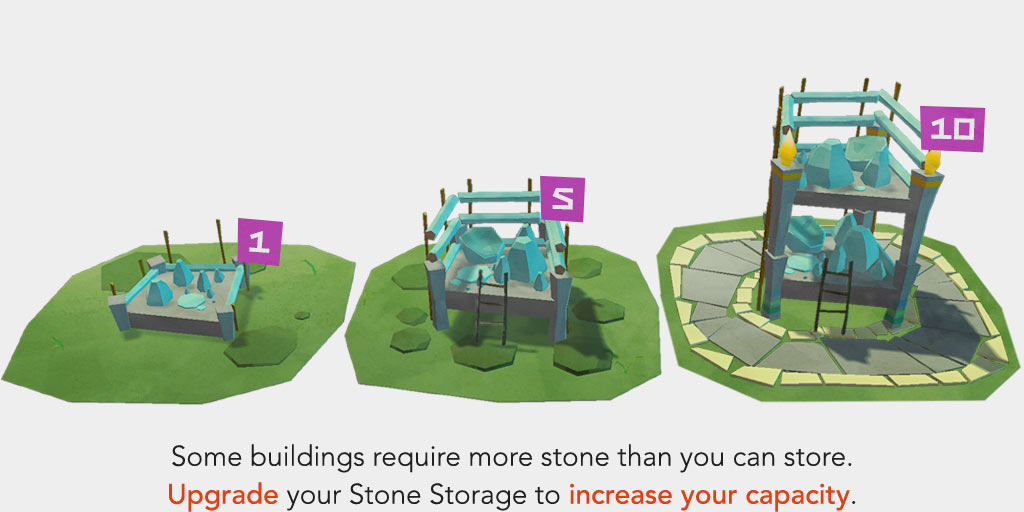 1
5
10
Some buildings require more stone than you can store.
Upgrade your Stone Storage to increase your capacity.